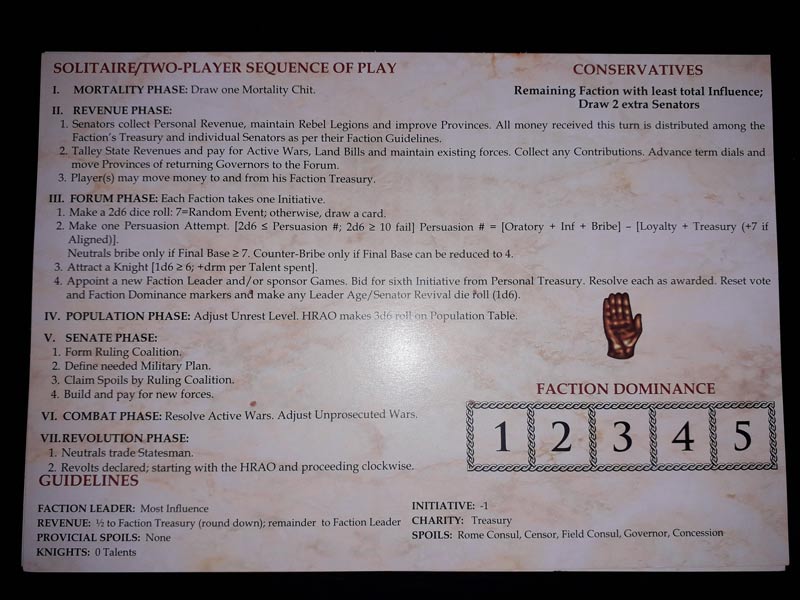 SOLITAIRE/TWO-PLAYER SEQUENCE OF PLAY
I. MORTALITY PHASE: Draw one Mortality Chit.
CONSERVATIVES
Remaining Faction with least total Influence;
Draw 2 extra Senators
II. REVENUE PHASE:
1. Senators collect Personal Revenue, maintain Rebel Legions and improve Provinces. All money received this turn is distributed among the
Faction's Treasury and individual Senators as per their Faction Guidelines.
2. Talley State Revenues and pay for Active Wars, Land Bills and maintain existing forces. Collect any Contributions. Advance term dials and
move Provinces of returning Governors to the Forum.
3. Player(s) may move money to and from his Faction Treasury.
III. FORUM PHASE: Each Faction takes one Initiative.
1. Make a 2d6 dice roll: 7=Random Event; otherwise, draw a card.
2. Make one Persuasion Attempt. [2d6 ≤ Persuasion #; 2d6 ≥ 10 fail] Persuasion # = [Oratory + Inf + Bribe] – [Loyalty + Treasury (+7 if
Aligned)].
Neutrals bribe only if Final Base ≥ 7. Counter-Bribe only if Final Base can be reduced to 4.
3. Attract a Knight [1d6 ≥ 6; +drm per Talent spent].
4. Appoint a new Faction Leader and/or sponsor Games. Bid for sixth Initiative from Personal Treasury. Resolve each as awarded. Reset vote
and Faction Dominance markers and make any Leader Age/Senator Revival die roll (1d6).
IV. POPULATION PHASE: Adjust Unrest Level. HRAO makes 3d6 roll on Population Table.
V. SENATE PHASE:
1. Form Ruling Coalition.
2. Define needed Military Plan.
3. Claim Spoils by Ruling Coalition.
4. Build and pay for new forces.
VI. COMBAT PHASE: Resolve Active Wars. Adjust Unprosecuted Wars.
VII. REVOLUTION PHASE:
1. Neutrals trade Statesman.
2. Revolts declared; starting with the HRAO and proceeding clockwise.
FACTION DOMINANCE
1 2 3 4 5
GUIDELINES
FACTION LEADER: Most Influence
REVENUE: ½ to Faction Treasury (round down); remainder to Faction Leader
PROVICIAL SPOILS: None
KNIGHTS: 0 Talents
INITIATIVE: -1
CHARITY: Treasury
SPOILS: Rome Consul, Censor, Field Consul, Governor, Concession